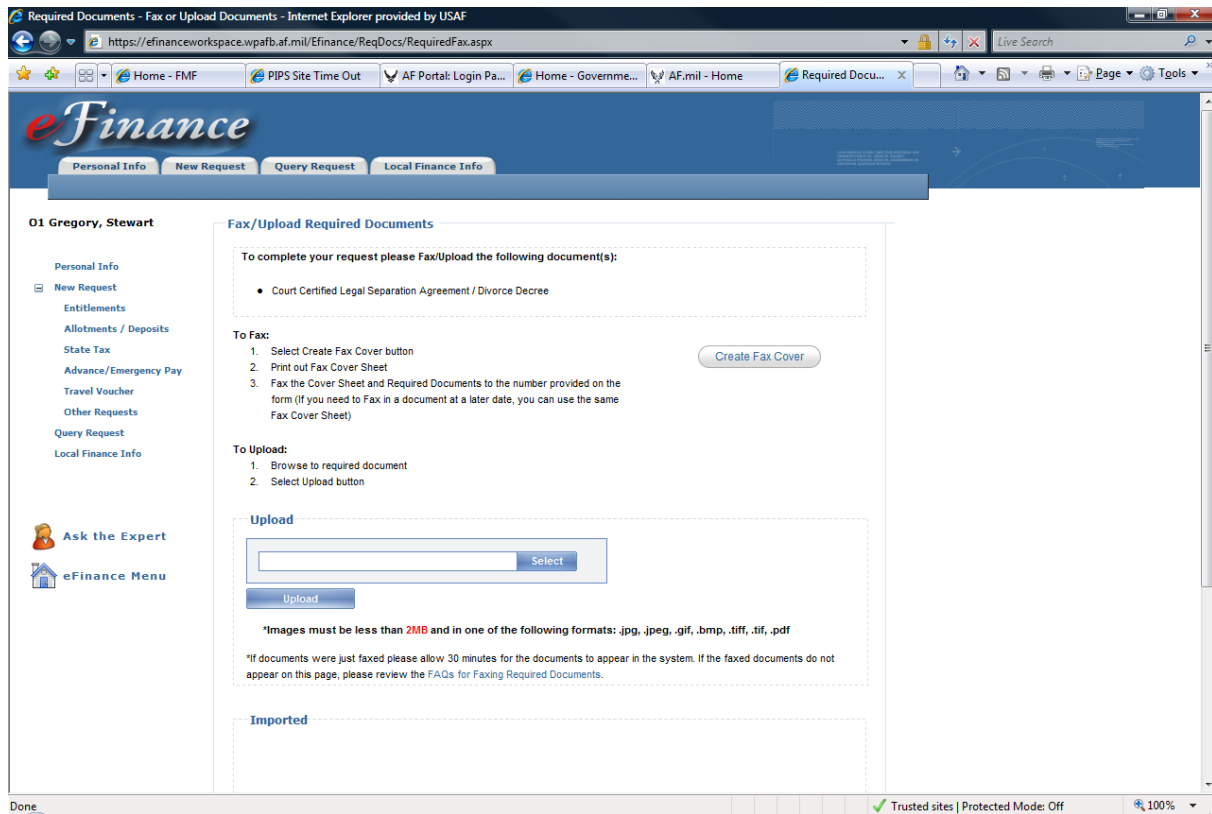 Required Documents - Fax or Upload Documents - Internet Explorer provided by USAF
https://efinanceworkspace.wpafb.af.mil/Efinance/ReqDocs/RequiredFax.aspx
Live Search
Home - FMF
PIPS Site Time Out
AF Portal: Login Pa...
Home - Governme...
AF.mil - Home
Required Docu...
Page
Tools
eFinance
Personal Info
New Request
Query Request
Local Finance Info
01 Gregory, Stewart
Personal Info
New Request
Entitlements
Allotments / Deposits
State Tax
Advance/Emergency Pay
Travel Voucher
Other Requests
Query Request
Local Finance Info
Ask the Expert
eFinance Menu
Fax/Upload Required Documents
To complete your request please Fax/Upload the following document(s):
• Court Certified Legal Separation Agreement / Divorce Decree
To Fax:
1. Select Create Fax Cover button
2. Print out Fax Cover Sheet
3. Fax the Cover Sheet and Required Documents to the number provided on the
form (If you need to Fax in a document at a later date, you can use the same
Fax Cover Sheet)
Create Fax Cover
To Upload:
1. Browse to required document
2. Select Upload button
Upload
Select
Upload
*Images must be less than 2MB and in one of the following formats: .jpg, .jpeg, .gif, .bmp, .tiff, .tif, .pdf
*If documents were just faxed please allow 30 minutes for the documents to appear in the system. If the faxed documents do not
appear on this page, please review the FAQs for Faxing Required Documents.
Imported
Done
Trusted sites | Protected Mode: Off
100%